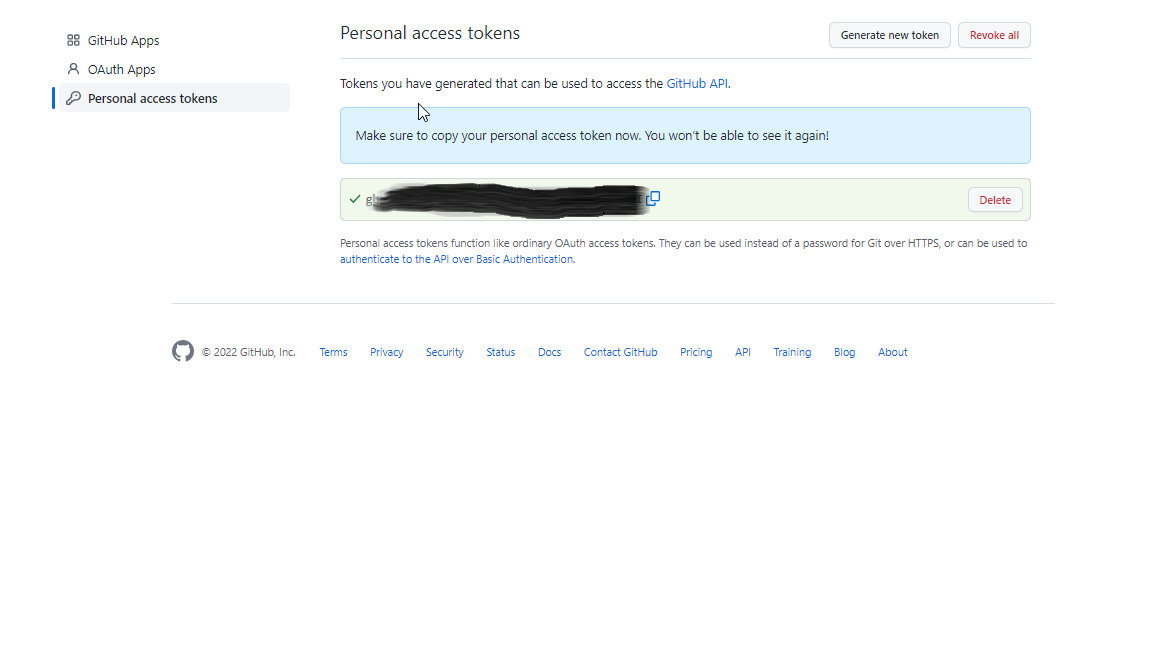 GitHub Apps
OAuth Apps
Personal access tokens
Personal access tokens
Generate new token
Revoke all
Tokens you have generated that can be used to access the GitHub API.
Make sure to copy your personal access token now. You won't be able to see it again!
Delete
Personal access tokens function like ordinary OAuth access tokens. They can be used instead of a password for Git over HTTPS, or can be used to
authenticate to the API over Basic Authentication.
© 2022 GitHub, Inc.
Terms
Privacy
Security
Status
Docs
Contact GitHub
Pricing
API
Training
Blog
About